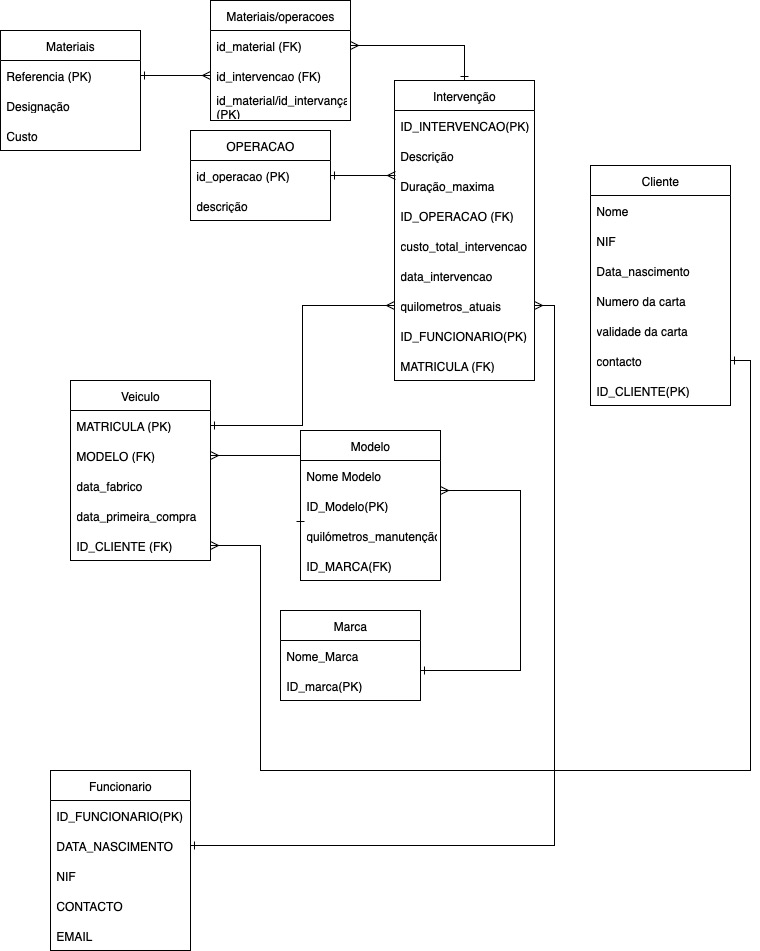 Materiais/operacoes
id_material (FK)
id_intervencao (FK)
id_material/id_intervança
(PK)
Materiais
Referencia (PK)
Designação
Custo
OPERACAO
id_operacao (PK)
descrição
Intervenção
ID_INTERVENCAO(PK)
Descrição
Duração_maxima
ID_OPERACAO (FK)
custo_total_intervencao
data_intervencao
quilometros_atuais
ID_FUNCIONARIO(PK)
MATRICULA (FK)
Cliente
Nome
NIF
Data_nascimento
Numero da carta
validade da carta
contacto
ID_CLIENTE(PK)
Veiculo
MATRICULA (PK)
MODELO (FK)
data_fabrico
data_primeira_compra
ID_CLIENTE (FK)
Modelo
Nome Modelo
ID_Modelo(PK)
quilómetros_manutenção
ID_MARCA(FK)
Marca
Nome_Marca
ID_marca(PK)
Funcionario
ID_FUNCIONARIO(PK)
DATA_NASCIMENTO
NIF
CONTACTO
EMAIL